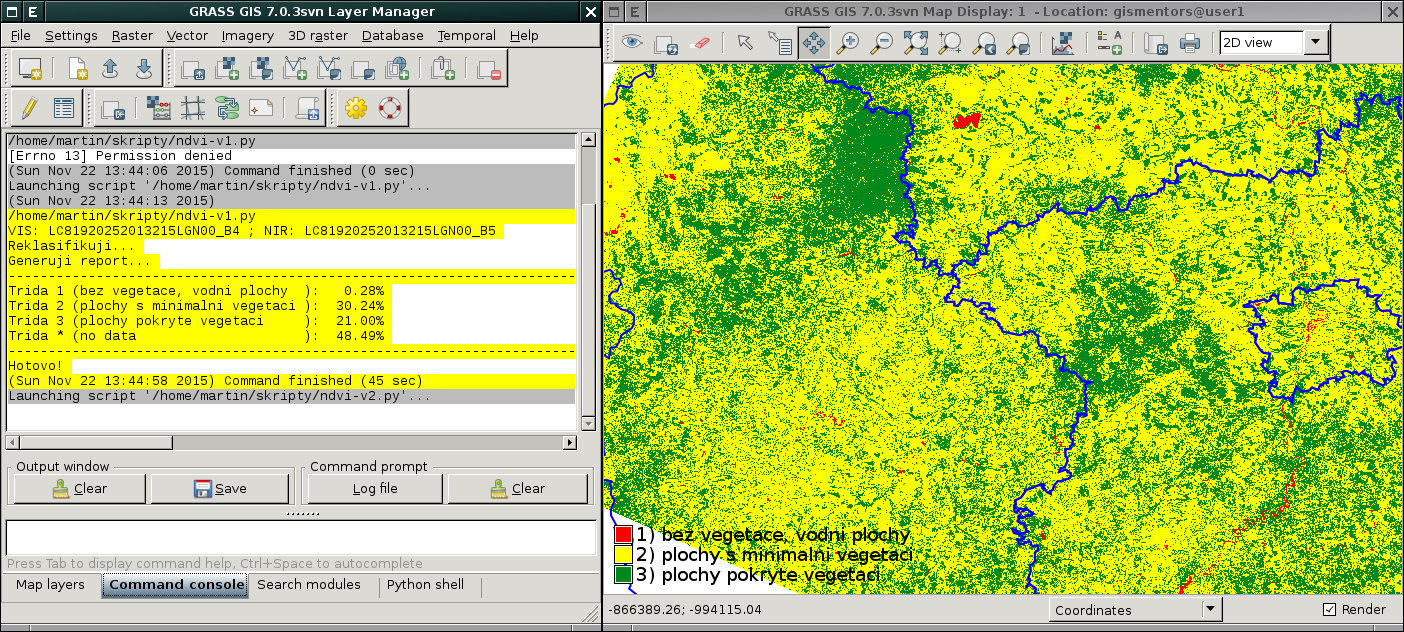 E
GRASS GIS 7.0.3svn Layer Manager
File Settings Raster Vector Imagery 3D raster Database Temporal Help
/home/martin/skripty/ndvi-v1.py
[Errno 13] Permission denied
(Sun Nov 22 13:44:06 2015) Command finished (0 sec)
Launching script '/home/martin/skripty/ndvi-v1.py'...
(Sun Nov 22 13:44:13 2015)
/home/martin/skripty/ndvi-v1.py
VIS: LC81920252013215LGN00_B4 ; NIR: LC81920252013215LGN00_B5
Reklasifikuji...
Generuji report...
--------------------------------------------------------------------------------
Trida 1 (bez vegetace, vodni plochy  ):   0.28%
Trida 2 (plochy s minimalni vegetaci ):  30.24%
Trida 3 (plochy pokryte vegetaci     ):  21.00%
Trida * (no data                     ):  48.49%
--------------------------------------------------------------------------------
Hotovo!
(Sun Nov 22 13:44:58 2015) Command finished (45 sec)
Launching script '/home/martin/skripty/ndvi-v2.py'...
Output window
Clear
Save
Command prompt
Log file
Clear
Press Tab to display command help, Ctrl+Space to autocomplete
Map layers
Command console
Search modules
Python shell
E
GRASS GIS 7.0.3svn Map Display: 1 - Location: gismentors@user1
A
2D view
1) bez vegetace, vodni plochy
2) plochy s minimalni vegetaci
3) plochy pokryte vegetaci
-866389.26; -994115.04
Coordinates
Render